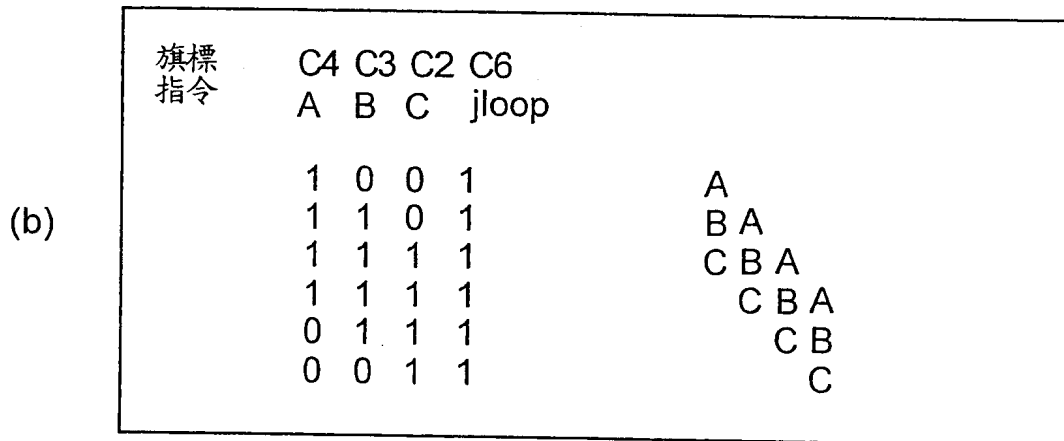 旗標 C4 C3 C2 C6
指令 A B C jloop
1 0 0 1 A
(b) 1 1 0 1 B A
1 1 1 1 C B A
1 1 1 1 C B A
0 1 1 1 C B
0 0 1 1 C